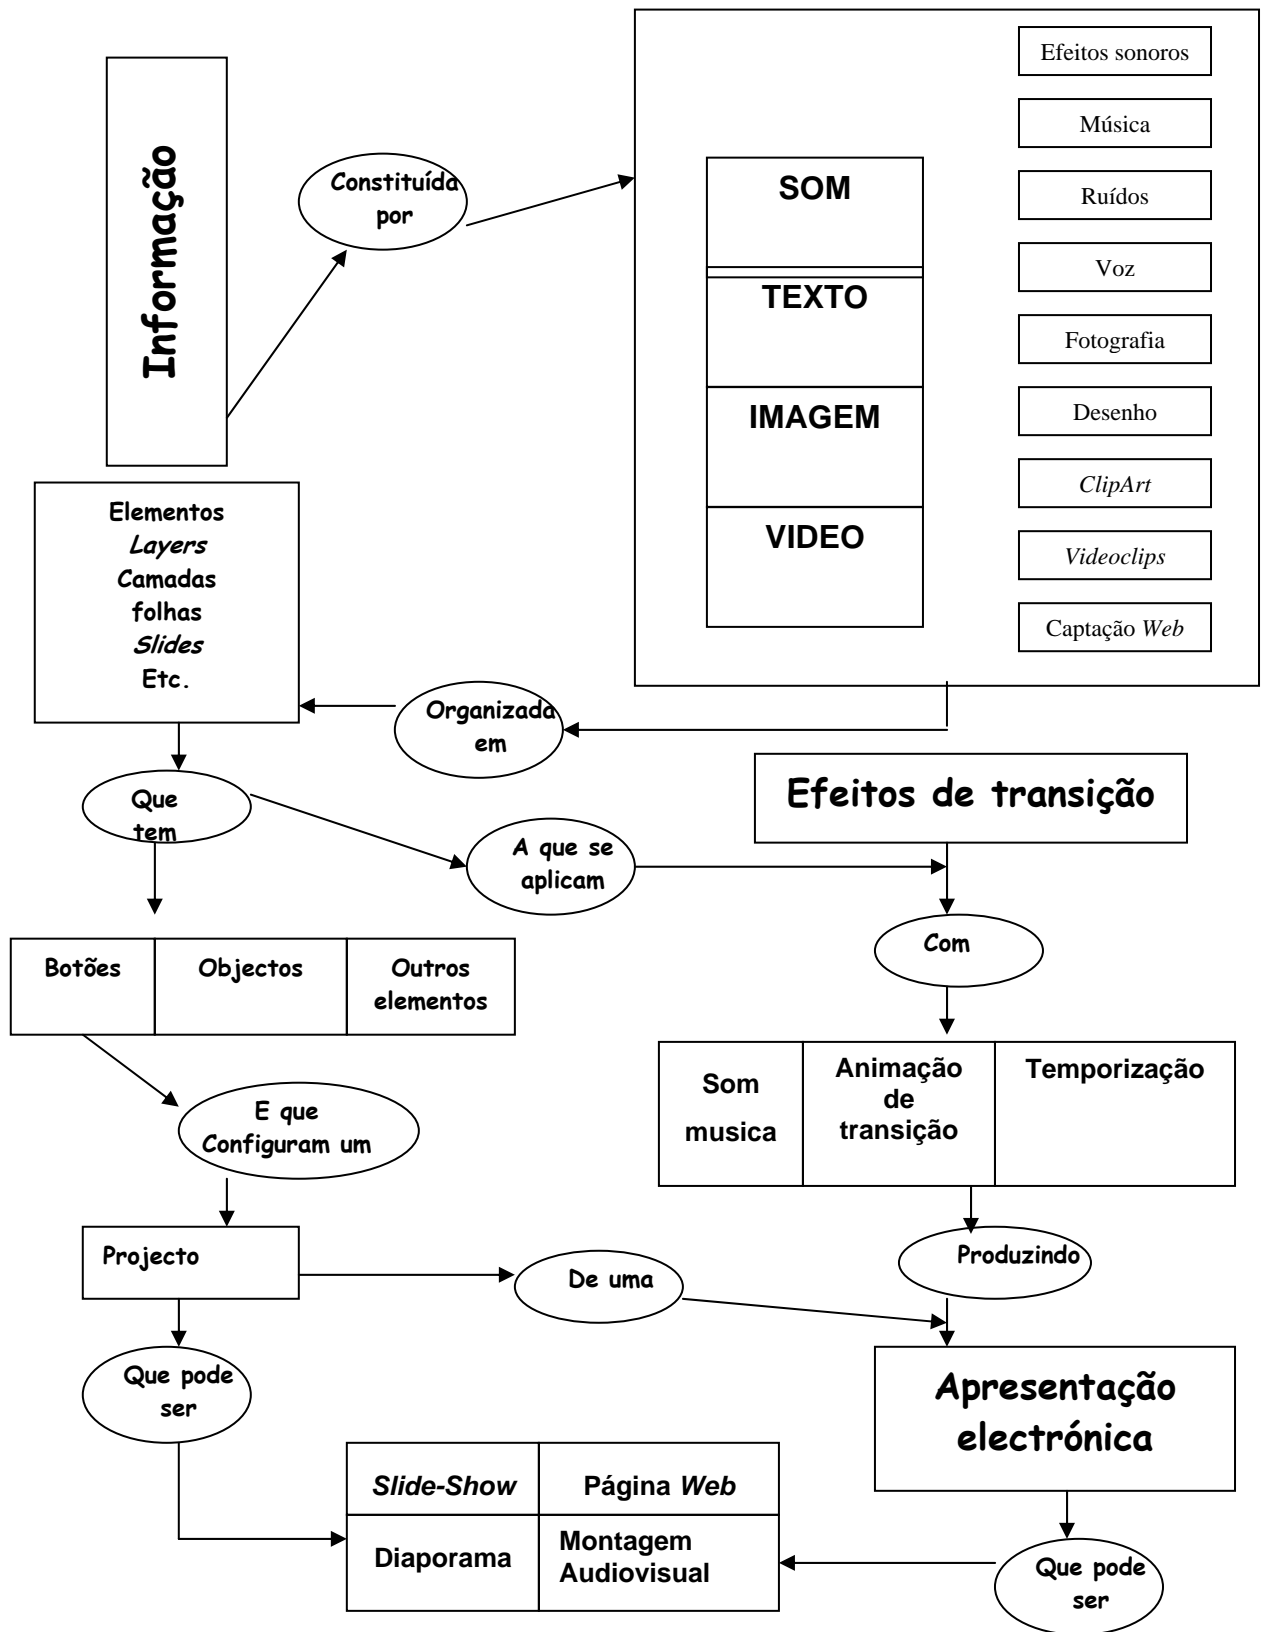 Informação
Constituída
por
SOM
TEXTO
IMAGEM
VIDEO
Efeitos sonoros
Música
Ruídos
Voz
Fotografia
Desenho
ClipArt
Videoclips
Captação Web
Elementos
Layers
Camadas
folhas
Slides
Etc.
Organizada
em
Que
tem
A que se
aplicam
Efeitos de transição
Com
Botões
Objectos
Outros
elementos
Som
musica
Animação
de
transição
Temporização
E que
Configuram um
Projecto
De uma
Produzindo
Que pode
ser
Apresentação
electrónica
Slide-Show
Página Web
Diaporama
Montagem
Audiovisual
Que pode
ser